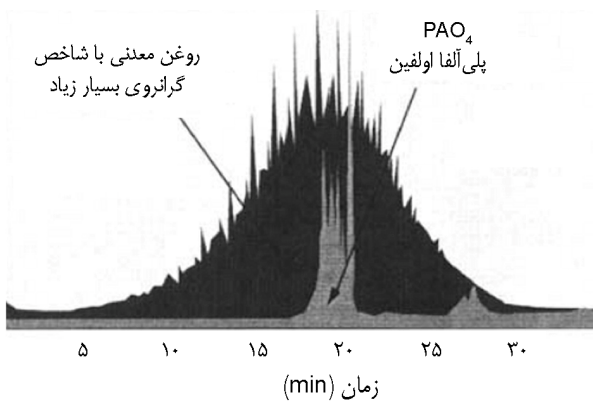 روغن معدنی با شاخص
گرانروی بسیار زیاد
PAO4
پلی‌آلفا اولفین
۵ ۱۰ ۱۵ ۲۰ ۲۵ ۳۰
زمان (min)